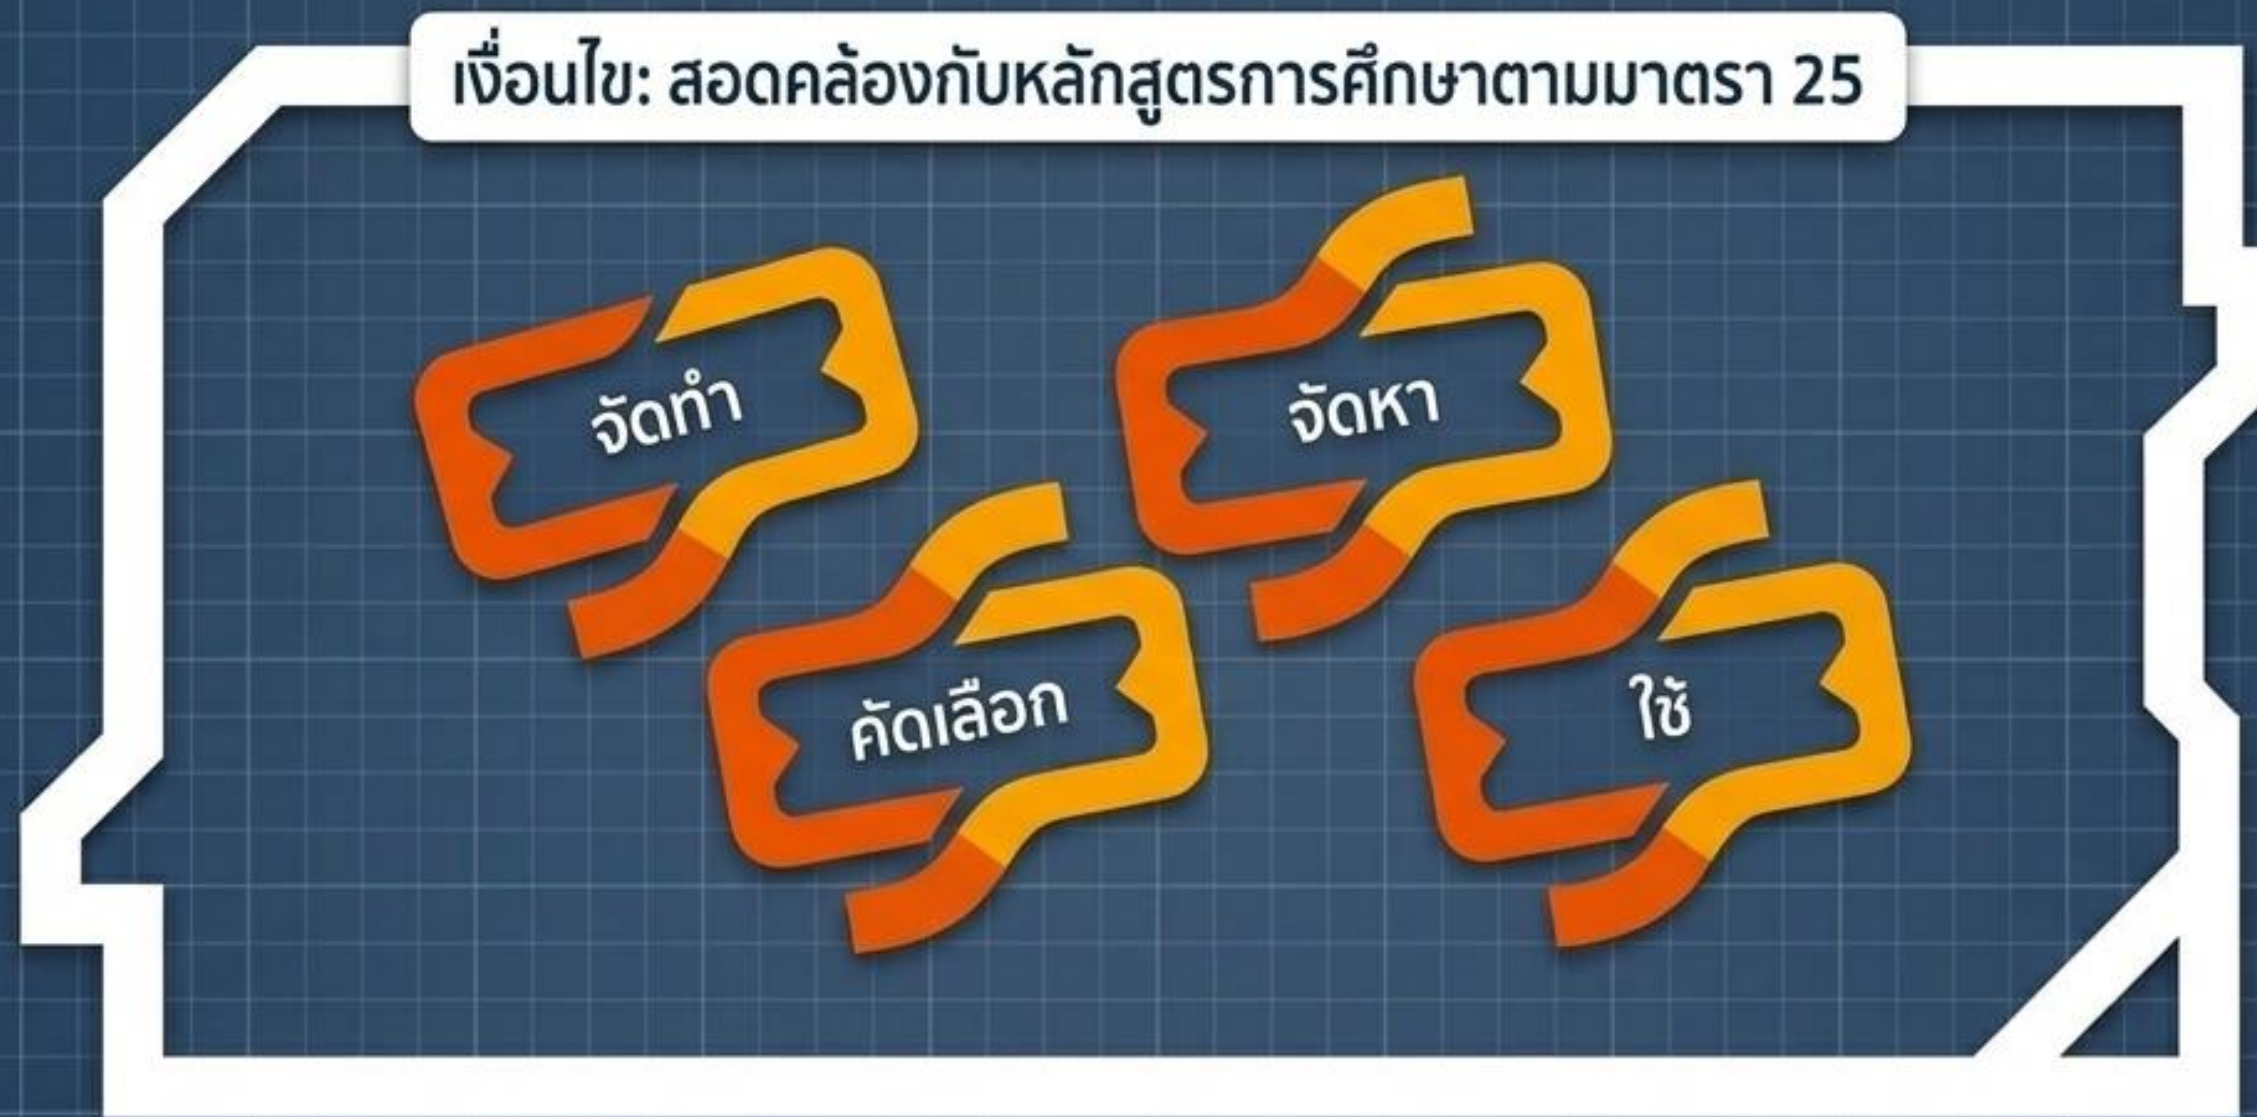 เงื่อนไข: สอดคล้องกับหลักสูตรการศึกษาตามมาตรา 25
จัดทำ
จัดหา
คัดเลือก
ใช้